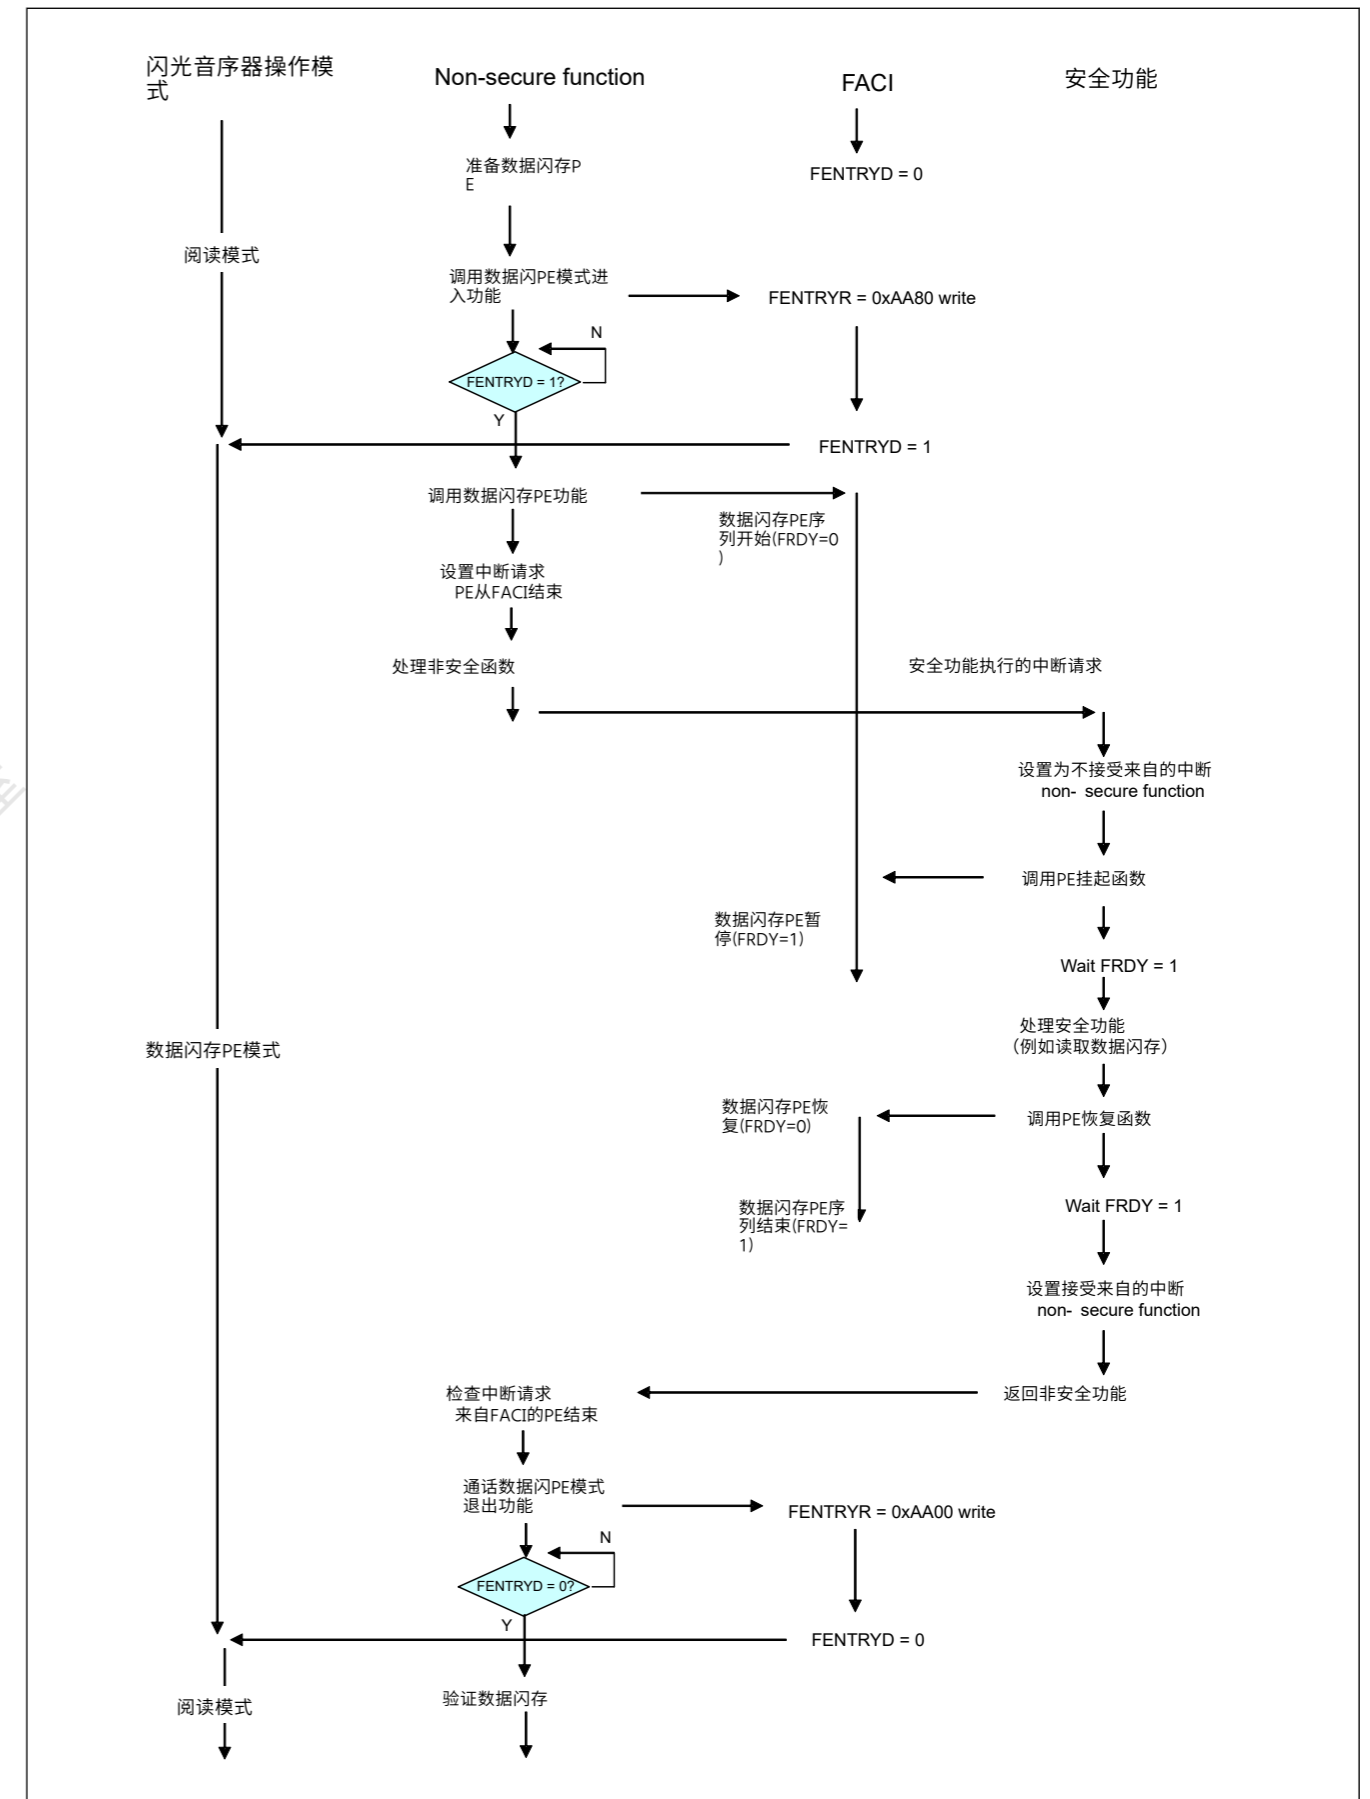 闪光音序器操作模
式
Non-secure function
FACI
安全功能
准备数据闪存P
E
FENTRYD = 0
阅读模式
调用数据闪PE模式进
入功能
FENTRYR = 0xAA80 write
N
FENTRYD = 1?
Y
FENTRYD = 1
调用数据闪存PE功能
数据闪存PE序
列开始(FRDY=0
)
设置中断请求
PE从FACI结束
处理非安全函数
安全功能执行的中断请求
设置为不接受来自的中断
non- secure function
调用PE挂起函数
数据闪存PE暂
停(FRDY=1)
Wait FRDY = 1
处理安全功能
（例如读取数据闪存）
数据闪存PE模式
数据闪存PE恢
复(FRDY=0)
调用PE恢复函数
数据闪存PE序
列结束(FRDY=
1)
Wait FRDY = 1
设置接受来自的中断
non- secure function
检查中断请求
来自FACI的PE结束
返回非安全功能
通话数据闪PE模式
退出功能
FENTRYR = 0xAA00 write
N
FENTRYD = 0?
Y
FENTRYD = 0
阅读模式
验证数据闪存